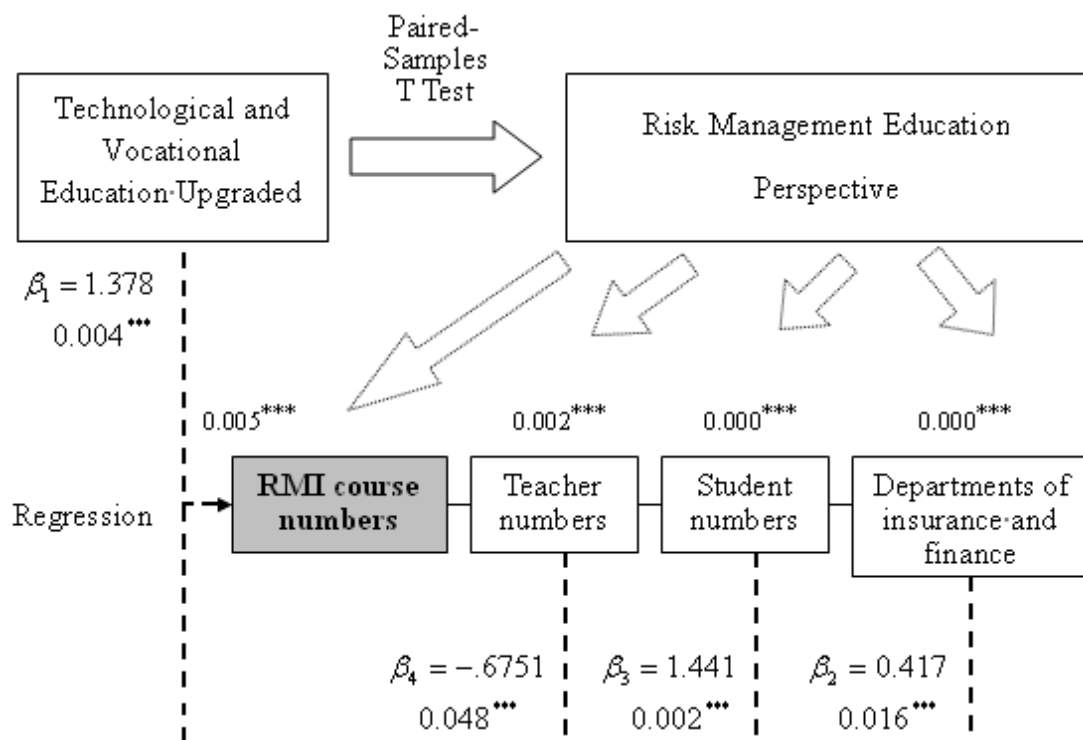 Paired-
Samples
T Test
Technological and
Vocational
Education·Upgraded
Risk Management Education
Perspective
β₁ = 1.378
0.004***
0.005***
0.002***
0.000***
0.000***
Regression
RMI course
numbers
Teacher
numbers
Student
numbers
Departments of
insurance·and
finance
β₄ = −.6751
0.048***
β₃ = 1.441
0.002***
β₂ = 0.417
0.016***